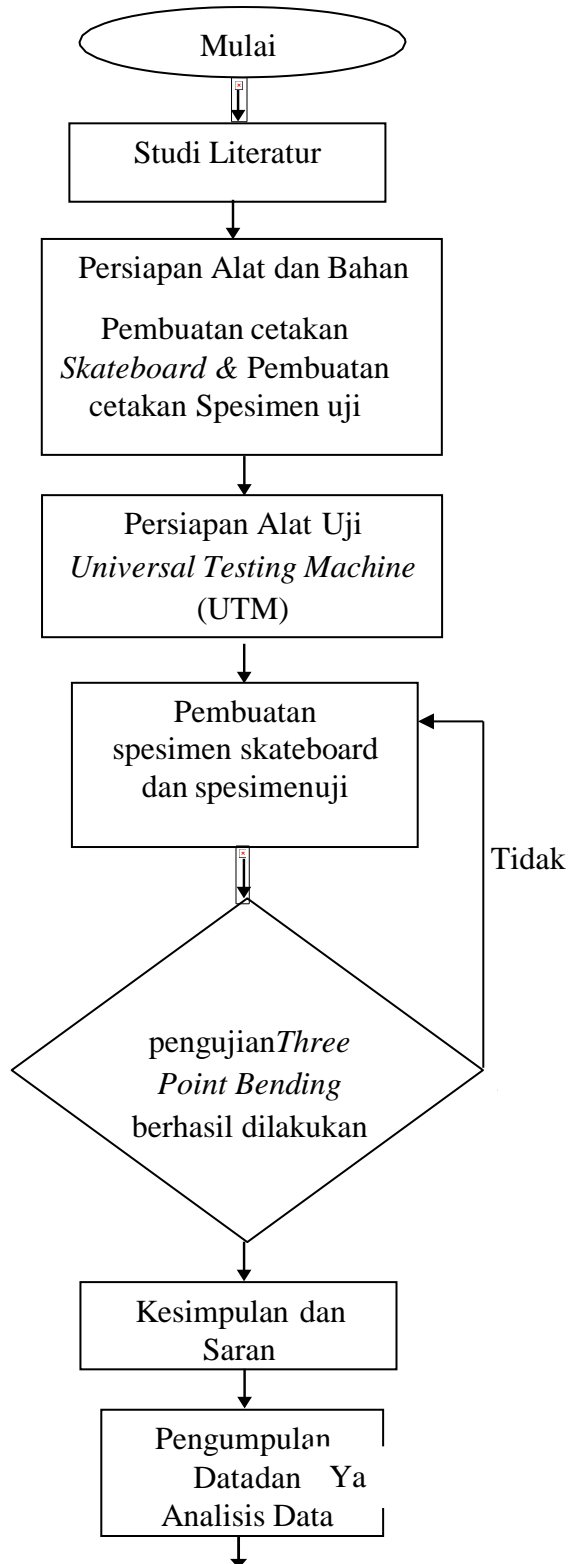 Mulai
Studi Literatur
Persiapan Alat dan Bahan
Pembuatan cetakan
Skateboard & Pembuatan
cetakan Spesimen uji
Persiapan Alat Uji
Universal Testing Machine
(UTM)
Pembuatan
spesimen skateboard
dan spesimenuji
Tidak
pengujianThree
Point Bending
berhasil dilakukan
Kesimpulan dan
Saran
Pengumpulan
Datadan Ya
Analisis Data